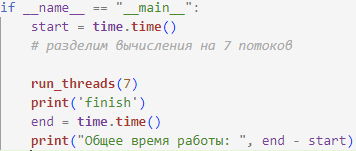 if __name__ == "__main__":
    start = time.time()
    # разделим вычисления на 7 потоков
    run_threads(7)
    print('finish')
    end = time.time()
    print("Общее время работы: ", end - start)